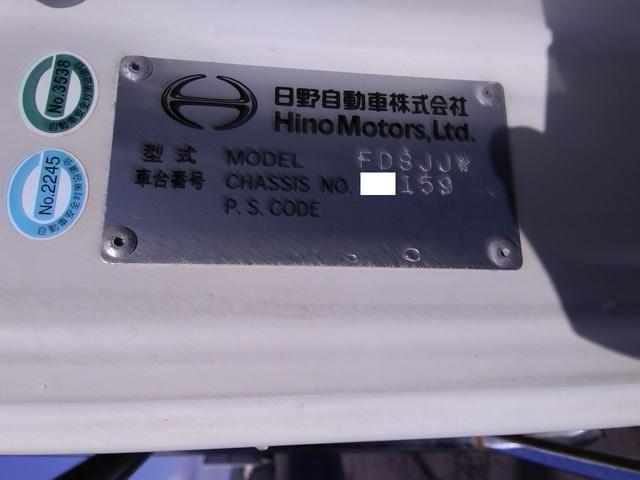 日野自動車株式会社
Hino Motors, Ltd.
型式 MODEL FD8JJW
車台番号 CHASSIS NO. 159
P. S. CODE
No.3538
No.2245